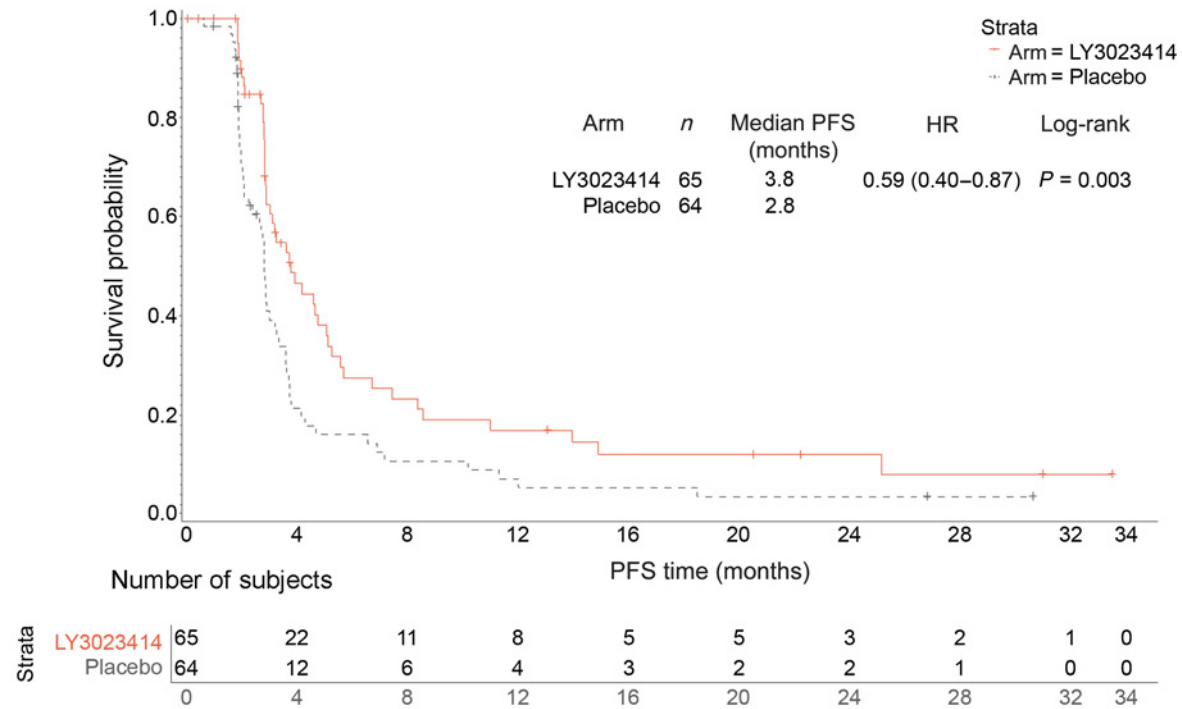 Strata
Arm = LY3023414
Arm = Placebo
Arm n Median PFS (months) HR Log-rank
LY3023414 65 3.8 0.59 (0.40–0.87) P = 0.003
Placebo 64 2.8
Survival probability
1.0
0.8
0.6
0.4
0.2
0.0
0 4 8 12 16 20 24 28 32 34
PFS time (months)
Number of subjects
Strata
LY3023414 65 22 11 8 5 5 3 2 1 0
Placebo 64 12 6 4 3 2 2 1 0 0
0 4 8 12 16 20 24 28 32 34